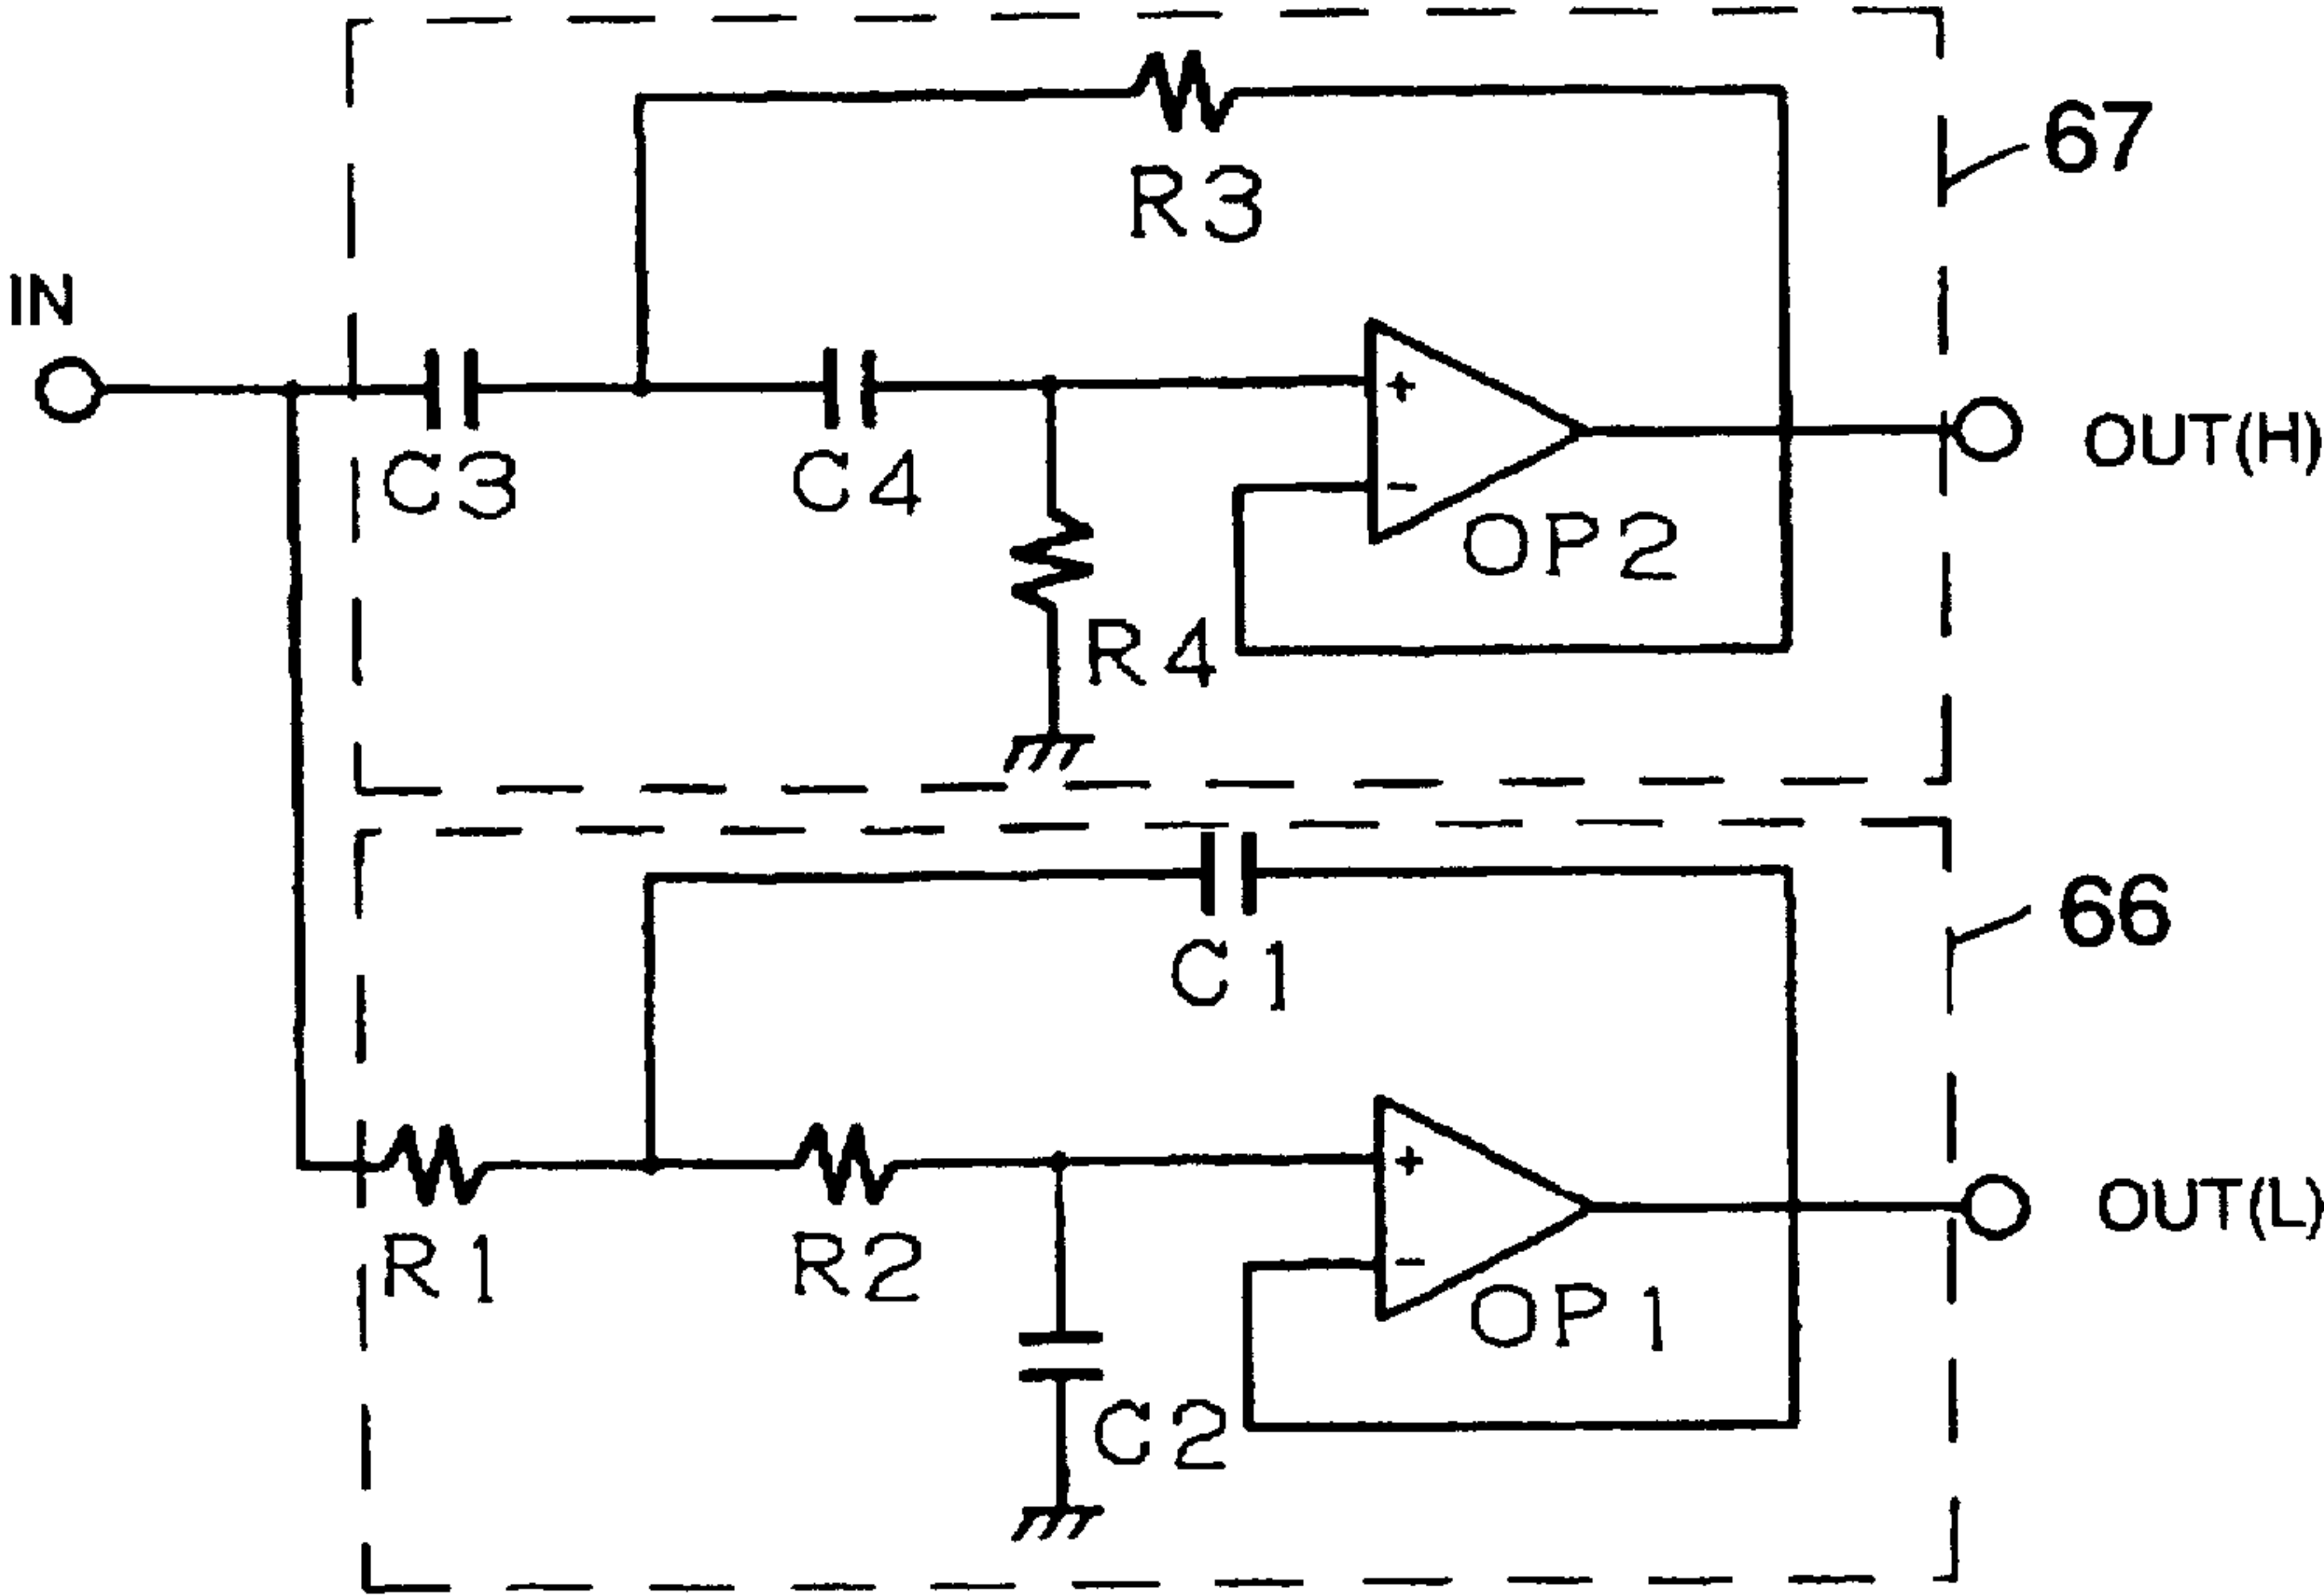 67
R3
IN
+
OUT(H)
C3
C4
-
OP2
R4
66
C1
+
OUT(L)
R1
R2
-
OP1
C2